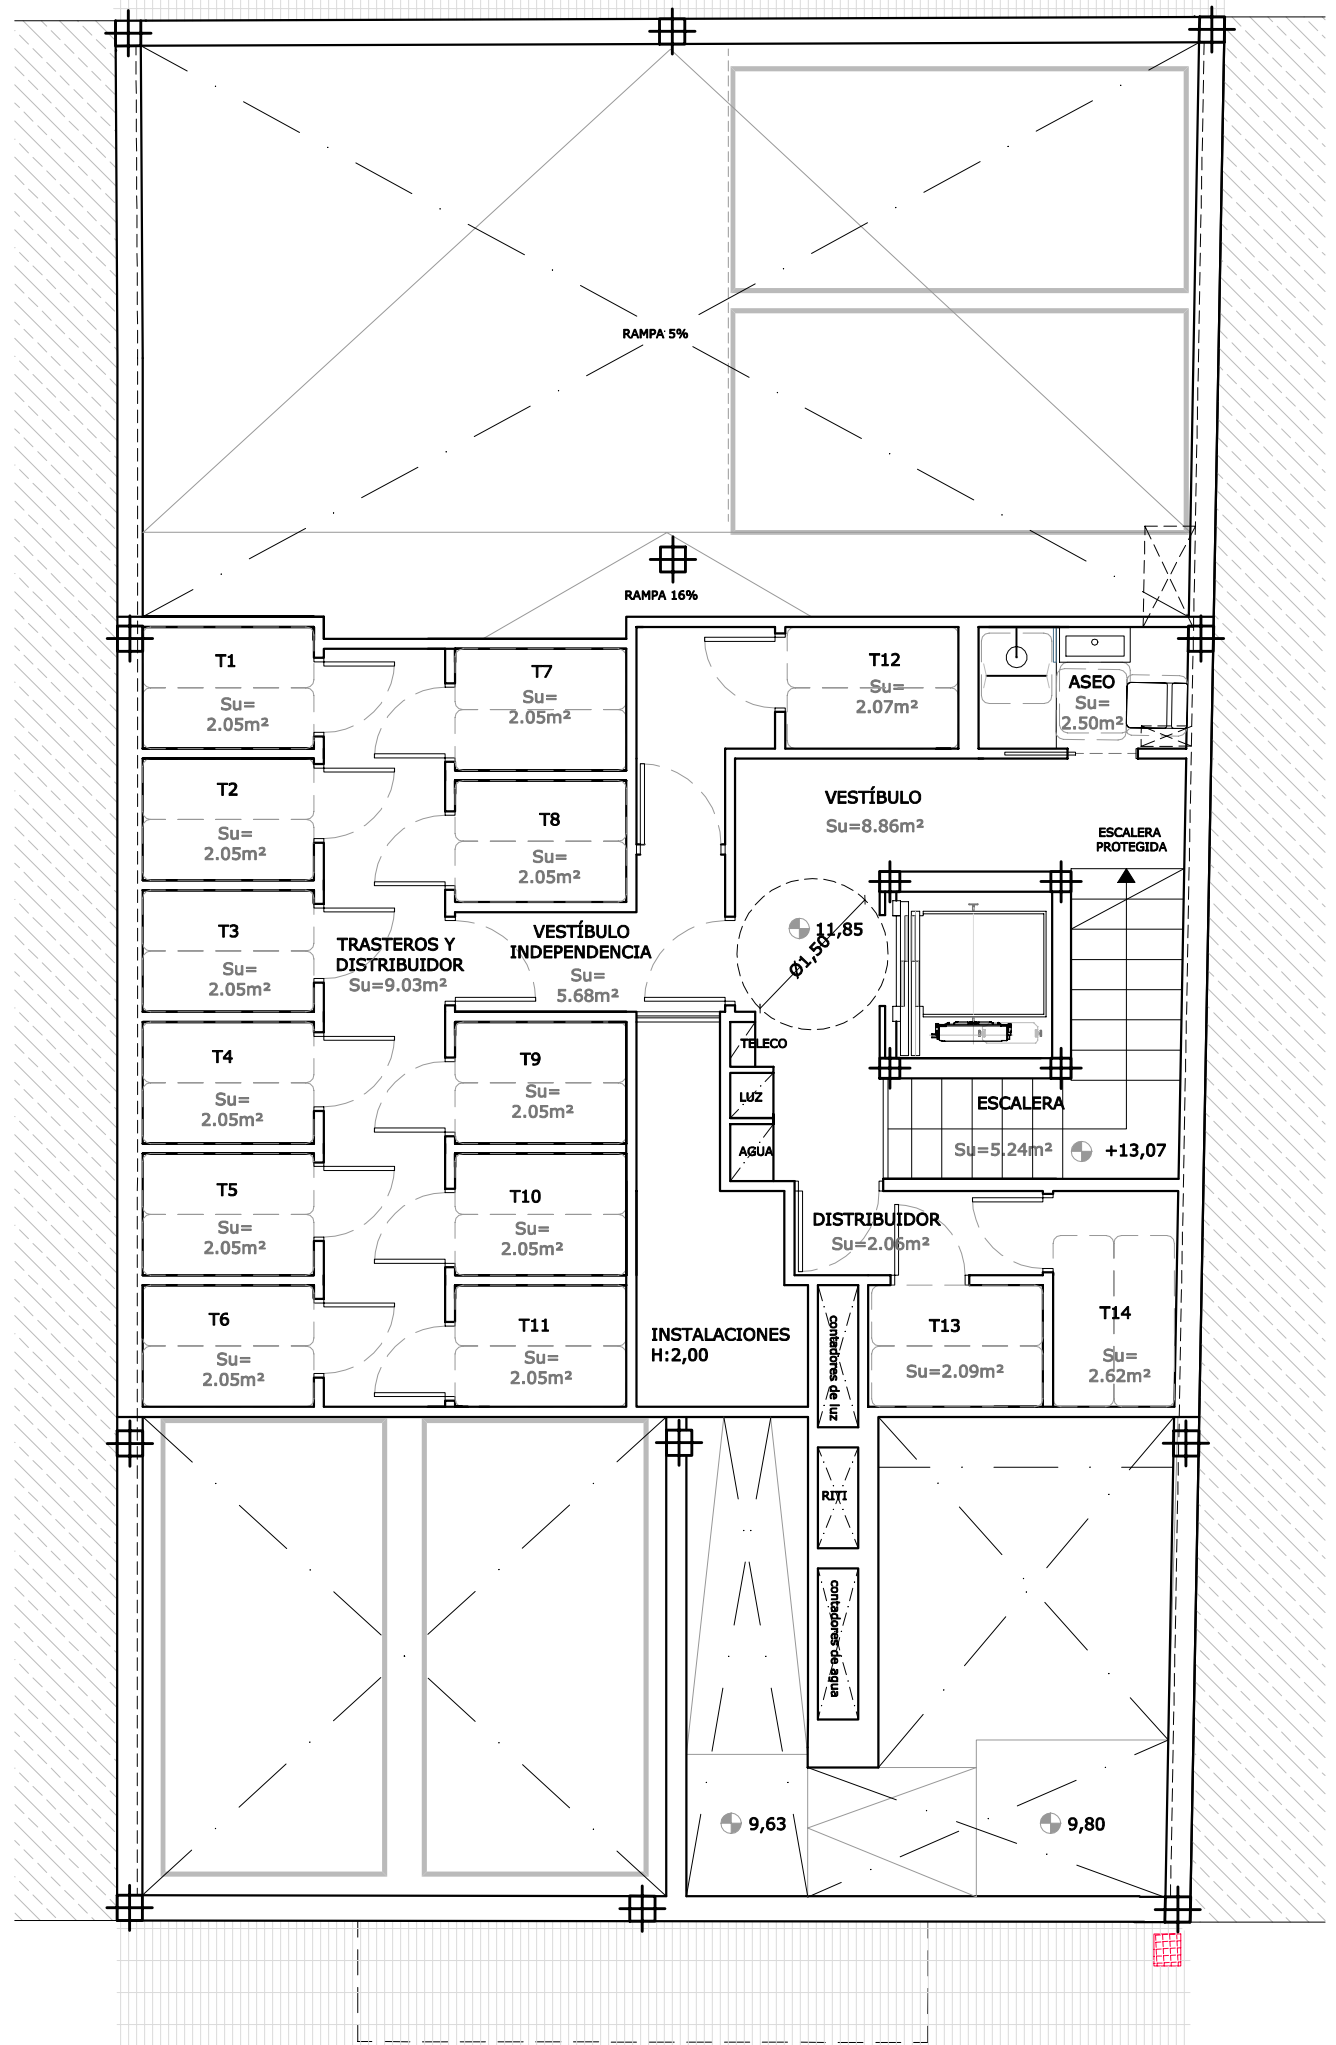 RAMPA 5%
RAMPA 16%
T1
Su=
2.05m²
T7
Su=
2.05m²
T12
Su=
2.07m²
ASEO
Su=
2.50m²
T2
Su=
2.05m²
T8
Su=
2.05m²
VESTÍBULO
Su=8.86m²
ESCALERA
PROTEGIDA
T3
Su=
2.05m²
TRASTEROS Y
DISTRIBUIDOR
Su=9.03m²
VESTÍBULO
INDEPENDENCIA
Su=
5.68m²
11,85
Ø1,50
T4
Su=
2.05m²
T9
Su=
2.05m²
TELECO
LUZ
AGUA
ESCALERA
Su=5.24m²
+13,07
T5
Su=
2.05m²
T10
Su=
2.05m²
DISTRIBUIDOR
Su=2.06m²
T6
Su=
2.05m²
T11
Su=
2.05m²
INSTALACIONES
H:2,00
contadores de luz
T13
Su=2.09m²
T14
Su=
2.62m²
RITI
contadores de agua
9,63
9,80